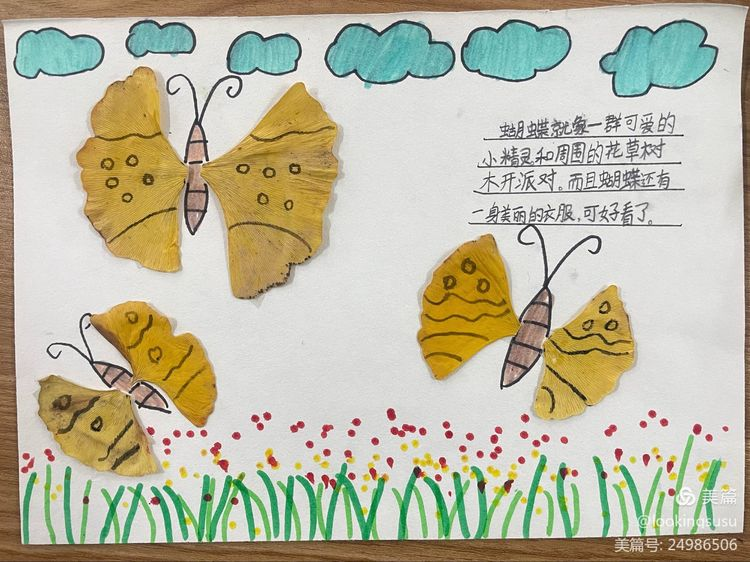 蝴蝶就像一群可爱的
小精灵和周围的花草树
木开派对。而且蝴蝶还有
一身美丽的衣服,可好看了。
美篇
@lookingsusu
美篇号: 24986506